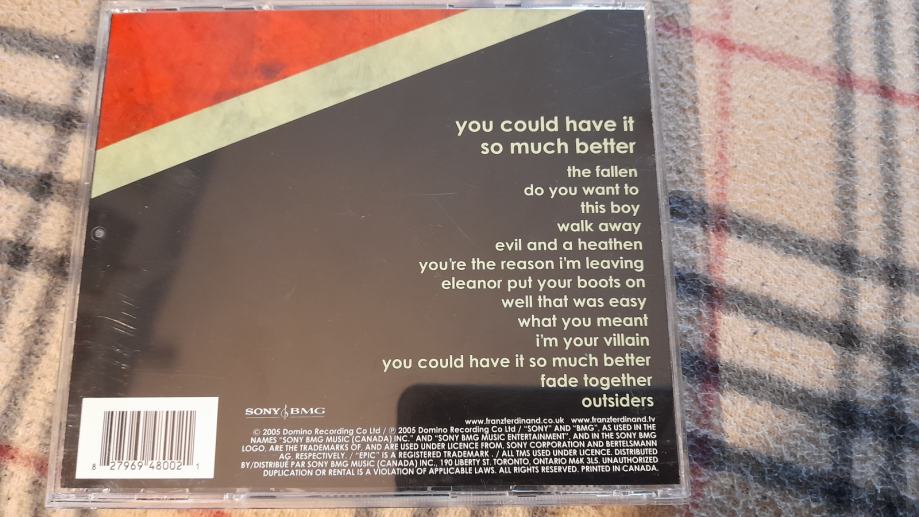 you could have it
so much better
the fallen
do you want to
this boy
walk away
evil and a heathen
you're the reason i'm leaving
eleanor put your boots on
well that was easy
what you meant
i'm your villain
you could have it so much better
fade together
outsiders
www.franzferdinand.co.uk www.franzferdinand.tv
SONY BMG
© 2005 Domino Recording Co Ltd / ℗ 2005 Domino Recording Co Ltd / "SONY" AND "BMG", AS USED IN THE
NAMES "SONY BMG MUSIC (CANADA) INC." AND "SONY BMG MUSIC ENTERTAINMENT", AND IN THE SONY BMG
LOGO, ARE THE TRADEMARKS OF, AND ARE USED UNDER LICENCE FROM, SONY CORPORATION AND BERTELSMANN
AG, RESPECTIVELY. / "EPIC" IS A REGISTERED TRADEMARK . / ALL TMS USED UNDER LICENCE. DISTRIBUTED
BY/DISTRIBUÉ PAR SONY BMG MUSIC (CANADA) INC., 190 LIBERTY ST. TORONTO, ONTARIO M6K 3L5. UNAUTHORIZED
DUPLICATION OR RENTAL IS A VIOLATION OF APPLICABLE LAWS. ALL RIGHTS RESERVED. PRINTED IN CANADA.
8 27969 48002 1